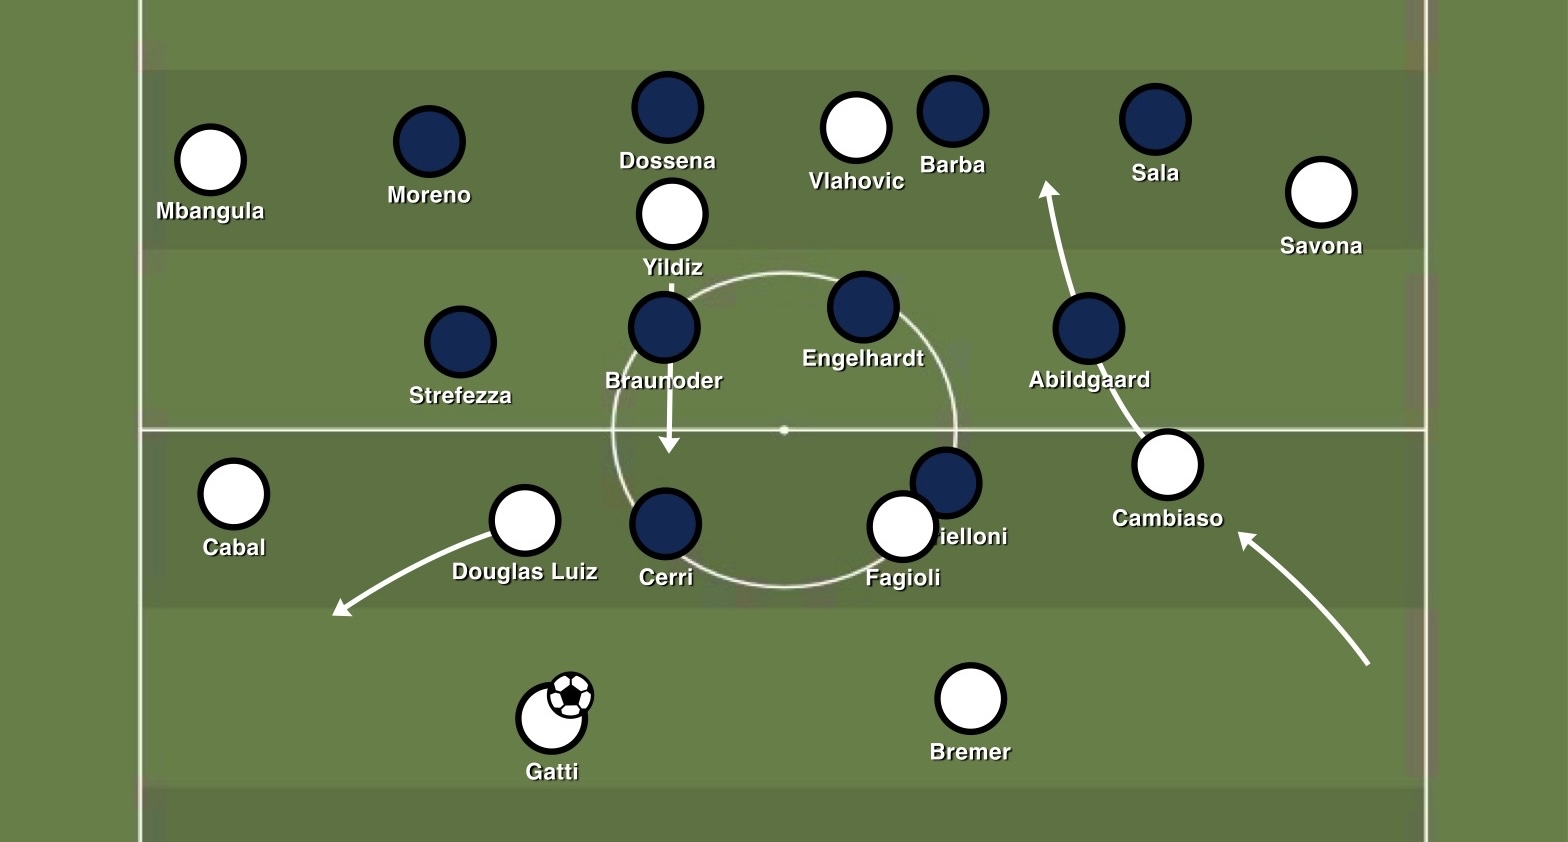 Dossena
Barba
Sala
Vlahovic
Moreno
Mbangula
Savona
Yildiz
Engelhardt
Braunoder
Abildgaard
Strefezza
Cambiaso
ielloni
Cabal
Douglas Luiz
Cerri
Fagioli
Bremer
Gatti